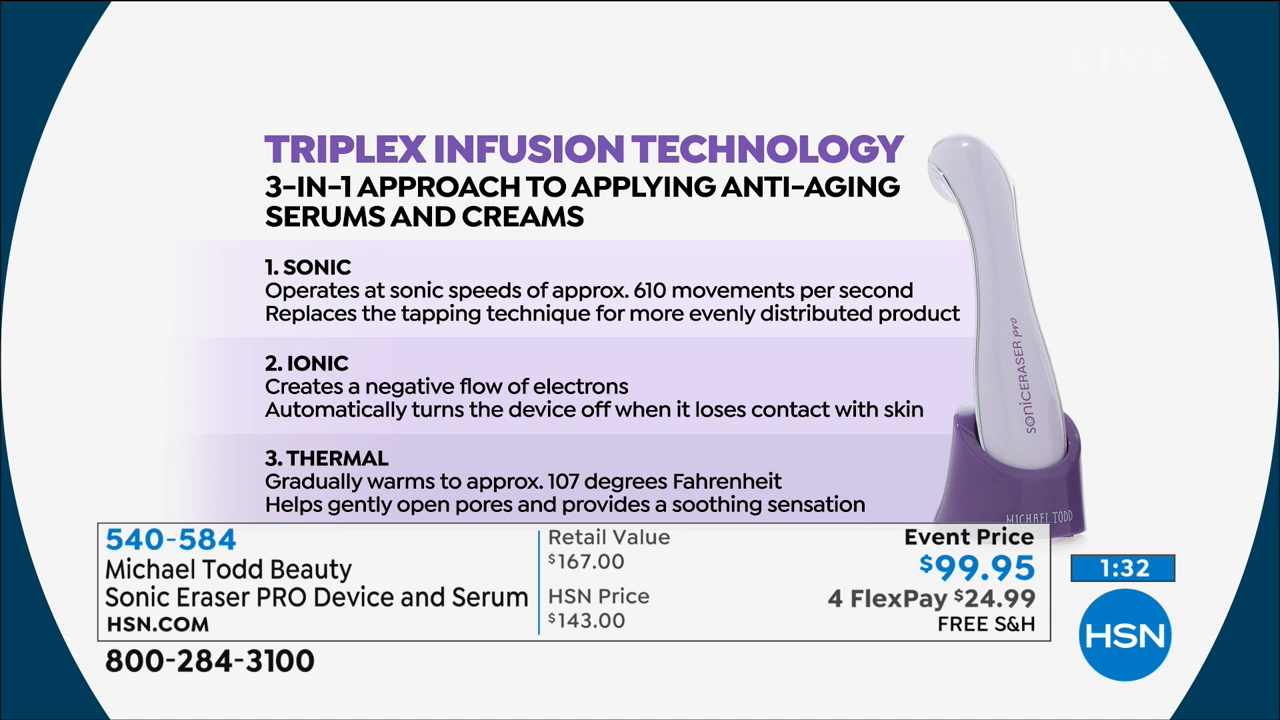 LIVE
TRIPLEX INFUSION TECHNOLOGY
3-IN-1 APPROACH TO APPLYING ANTI-AGING
SERUMS AND CREAMS
1. SONIC
Operates at sonic speeds of approx. 610 movements per second
Replaces the tapping technique for more evenly distributed product
2. IONIC
Creates a negative flow of electrons
Automatically turns the device off when it loses contact with skin
3. THERMAL
Gradually warms to approx. 107 degrees Fahrenheit
Helps gently open pores and provides a soothing sensation
soniCERASER pro
MICHAEL TODD
540-584
Michael Todd Beauty
Sonic Eraser PRO Device and Serum
HSN.COM
Retail Value
$167.00
HSN Price
$143.00
Event Price
$99.95
4 FlexPay $24.99
FREE S&H
1:32
HSN
800-284-3100